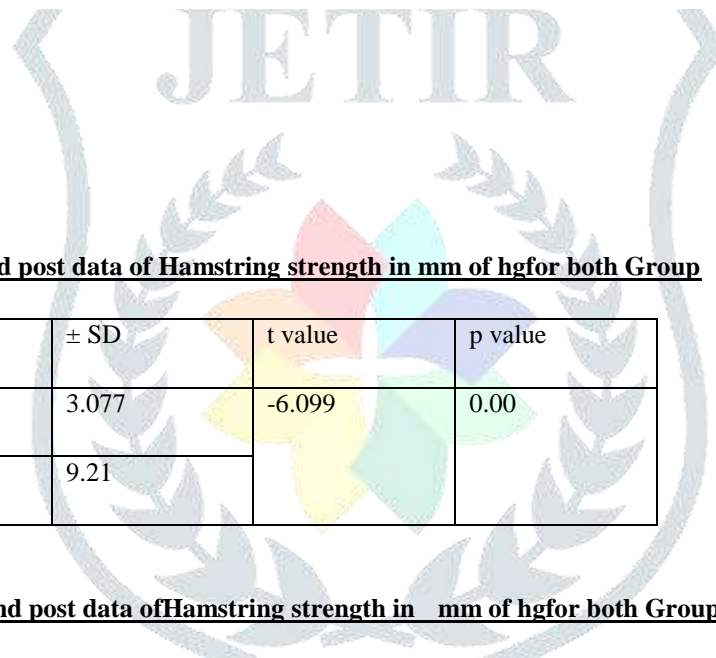 JETIR
d post data of Hamstring strength in mm of hgfor both Group
± SD t value p value
3.077 -6.099 0.00
9.21
nd post data ofHamstring strength in mm of hgfor both Group